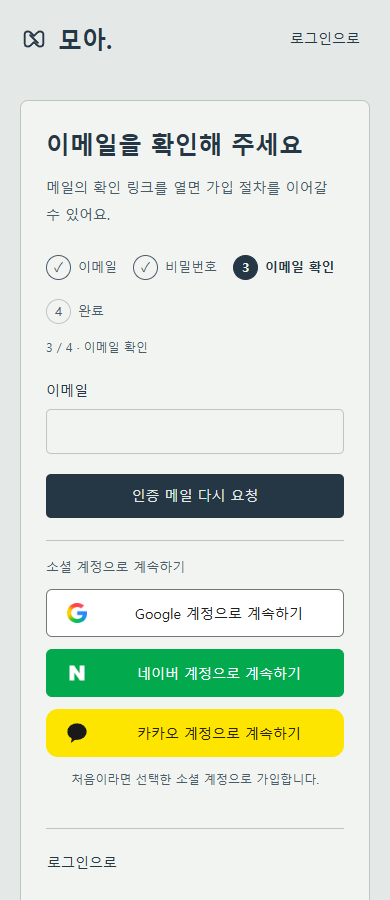 모아.
로그인으로
이메일을 확인해 주세요
메일의 확인 링크를 열면 가입 절차를 이어갈
수 있어요.
✓ 이메일 ✓ 비밀번호 3 이메일 확인
4 완료
3 / 4 · 이메일 확인
이메일
인증 메일 다시 요청
소셜 계정으로 계속하기
Google 계정으로 계속하기
네이버 계정으로 계속하기
카카오 계정으로 계속하기
처음이라면 선택한 소셜 계정으로 가입합니다.
로그인으로